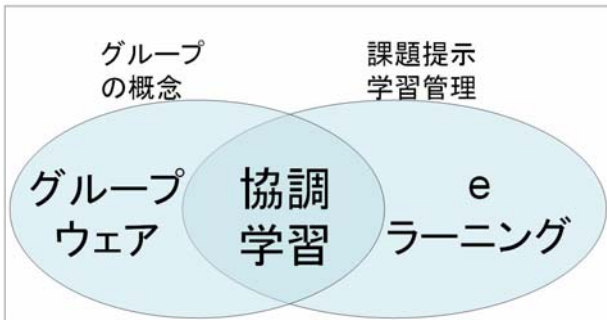 グループ
の概念
課題提示
学習管理
グループ
ウェア
協調
学習
e
ラーニング